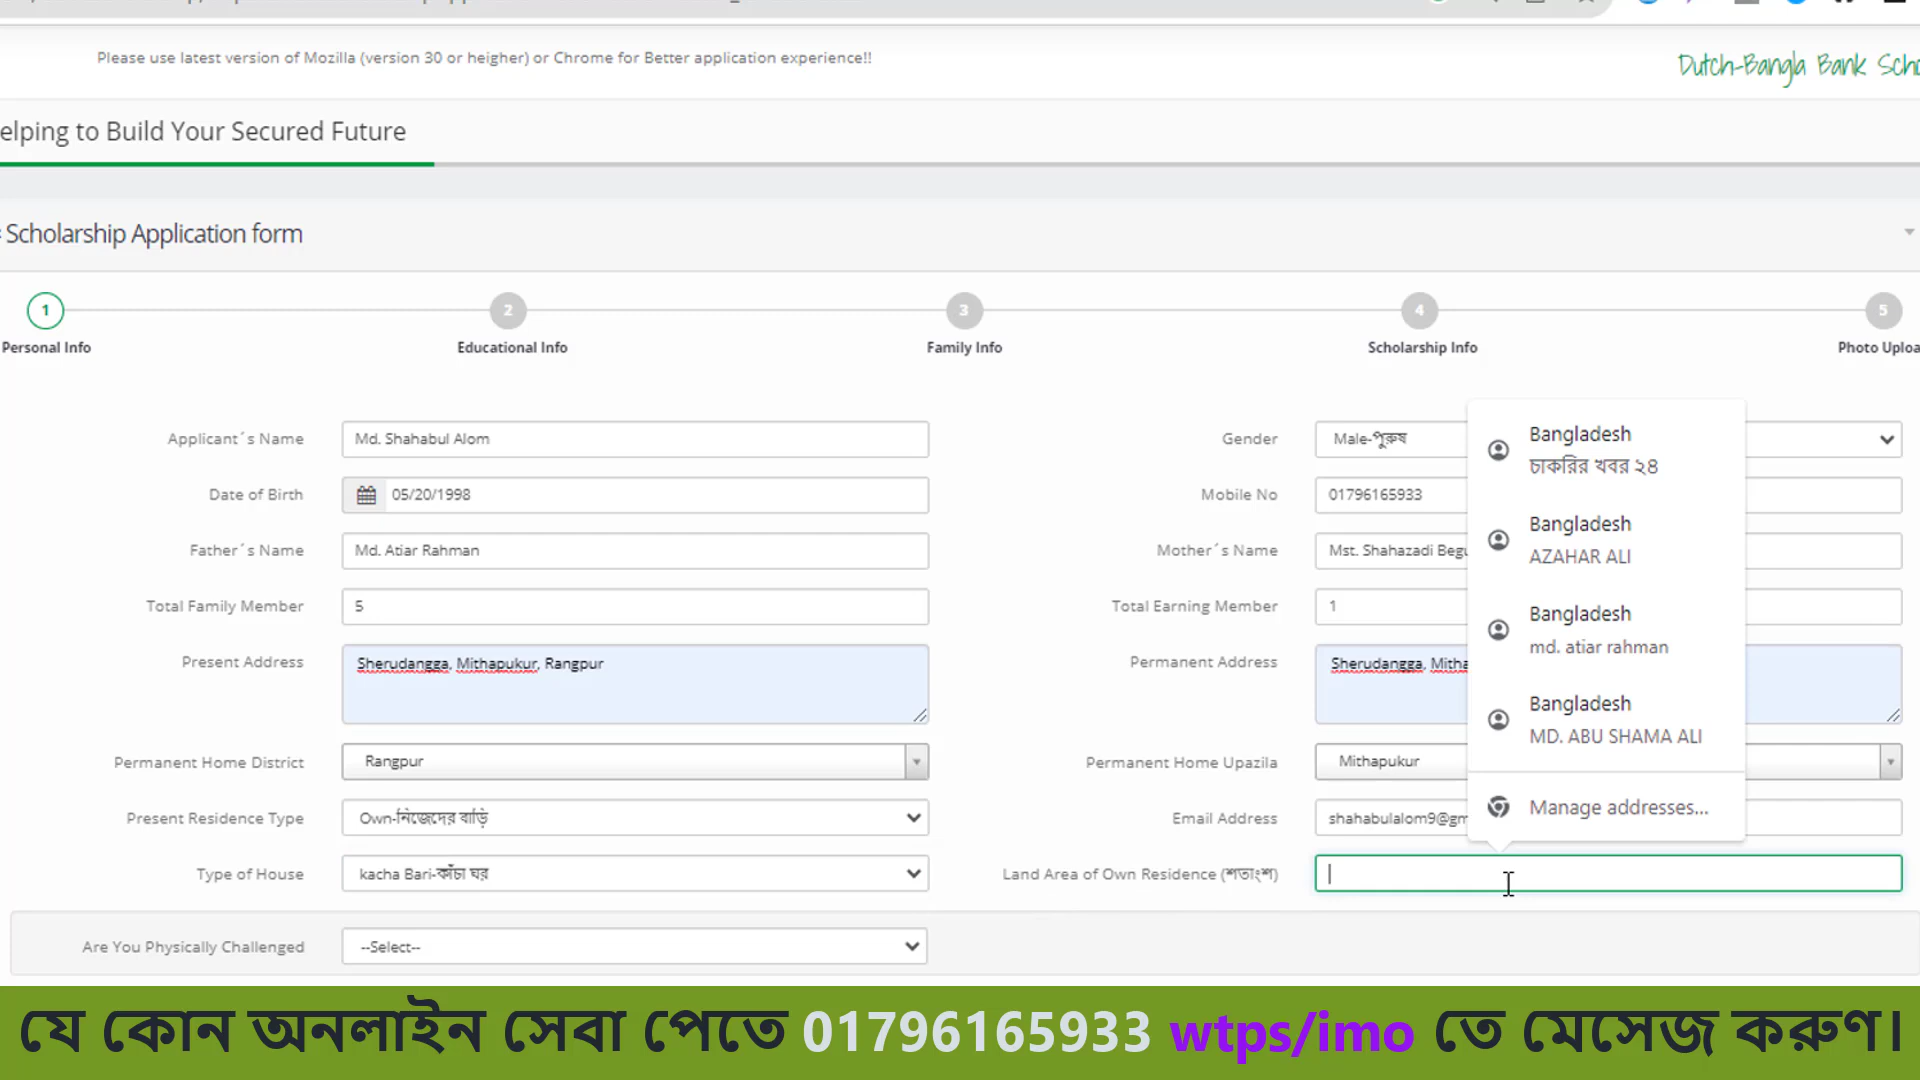 Please use latest version of Mozilla (version 30 or heigher) or Chrome for Better application experience!!
Dutch-Bangla Bank
elping to Build Your Secured Future
Scholarship Application form
1 2 3 4 5
Personal Info Educational Info Family Info Scholarship Info Photo Uploa
Applicant´s Name Md. Shahabul Alom Gender Male-পুরুষ
Date of Birth 05/20/1998 Mobile No 01796165933
Father´s Name Md. Atiar Rahman Mother´s Name Mst. Shahazadi Begu
Total Family Member 5 Total Earning Member 1
Present Address Sherudangga, Mithapukur, Rangpur Permanent Address Sherudangga, Mitha
Permanent Home District Rangpur Permanent Home Upazila Mithapukur
Present Residence Type Own-নিজেদের বাড়ি Email Address shahabulalom9@gm
Type of House kacha Bari-কাঁচা ঘর Land Area of Own Residence (শতাংশ)
Are You Physically Challenged --Select--
Bangladesh
চাকরির খবর ২৪
Bangladesh
AZAHAR ALI
Bangladesh
md. atiar rahman
Bangladesh
MD. ABU SHAMA ALI
Manage addresses...
যে কোন অনলাইন সেবা পেতে 01796165933 wtps/imo তে মেসেজ করুণ।